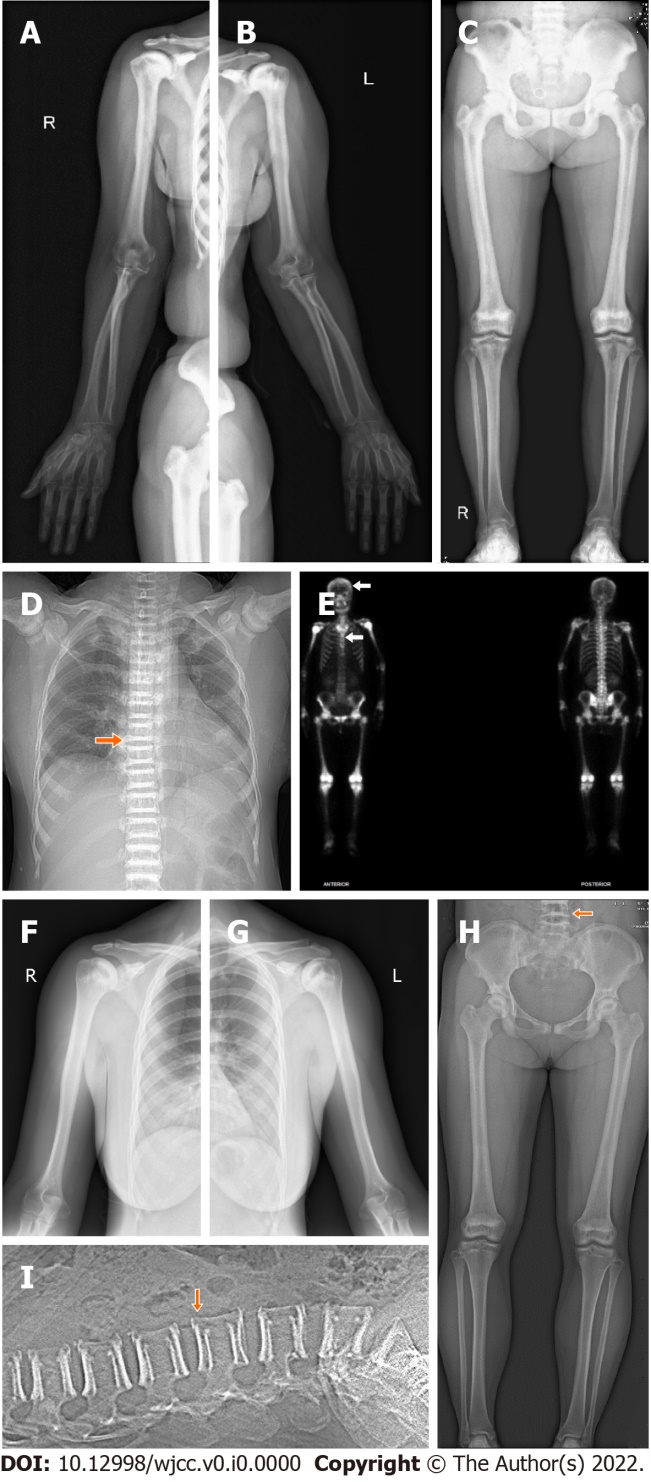 A
B
C
R
L
R
D
E
ANTERIOR
POSTERIOR
F
G
H
R
L
I
DOI: 10.12998/wjcc.v0.i0.0000 Copyright © The Author(s) 2022.